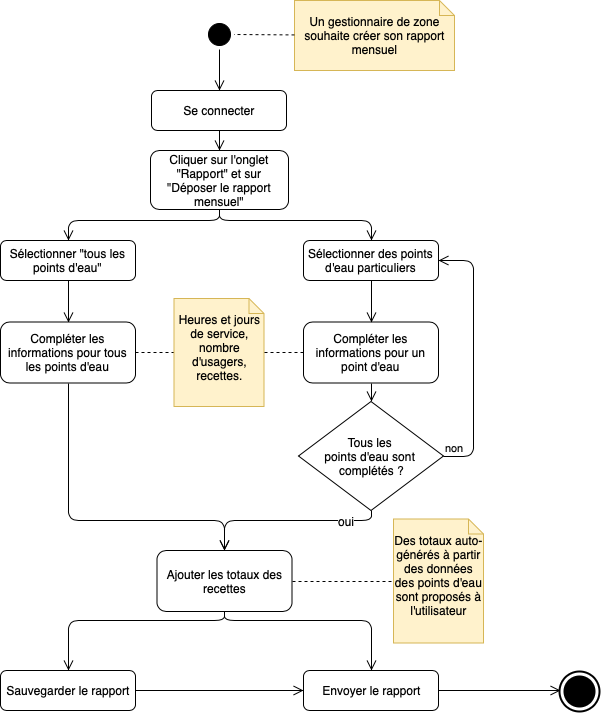 Un gestionnaire de zone
souhaite créer son rapport
mensuel
Se connecter
Cliquer sur l'onglet
"Rapport" et sur
"Déposer le rapport
mensuel"
Sélectionner "tous les
points d'eau"
Sélectionner des points
d'eau particuliers
Compléter les
informations pour tous
les points d'eau
Heures et jours
de service,
nombre
d'usagers,
recettes.
Compléter les
informations pour un
point d'eau
Tous les
points d'eau sont
complétés ?
non
oui
Ajouter les totaux des
recettes
Des totaux auto-
générés à partir
des données
des points d'eau
sont proposés à
l'utilisateur
Sauvegarder le rapport
Envoyer le rapport